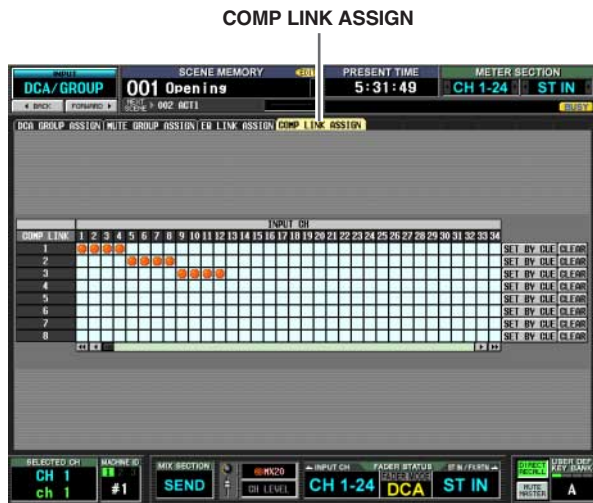 COMP LINK ASSIGN
INPUT SCENE MEMORY EDIT PRESENT TIME METER SECTION
DCA/GROUP 001 Opening 5:31:49 CH 1-24 ST IN
BACK FORWARD NEXT SCENE 002 ACT1 BUSY
DCA GROUP ASSIGN MUTE GROUP ASSIGN EQ LINK ASSIGN COMP LINK ASSIGN
INPUT CH
COMP LINK 1 2 3 4 5 6 7 8 9 10 11 12 13 14 15 16 17 18 19 20 21 22 23 24 25 26 27 28 29 30 31 32 33 34
1 SET BY CUE CLEAR
2 SET BY CUE CLEAR
3 SET BY CUE CLEAR
4 SET BY CUE CLEAR
5 SET BY CUE CLEAR
6 SET BY CUE CLEAR
7 SET BY CUE CLEAR
8 SET BY CUE CLEAR
SELECTED CH MACHINE ID MIX SECTION INPUT CH FADER STATUS ST IN/FXRTN DIRECT RECALL USER DEF KEY BANK
CH 1 1 2 3 SEND MIX20 CH 1-24 FADER MODE ST IN
ch 1 #1 CH LEVEL DCA MUTE MASTER A